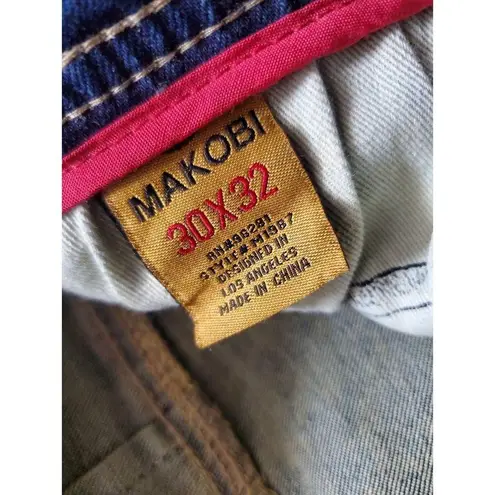 MAKOBI
30X32
RN#98281
STYLE# M1987
DESIGNED IN
LOS ANGELES
MADE IN CHINA